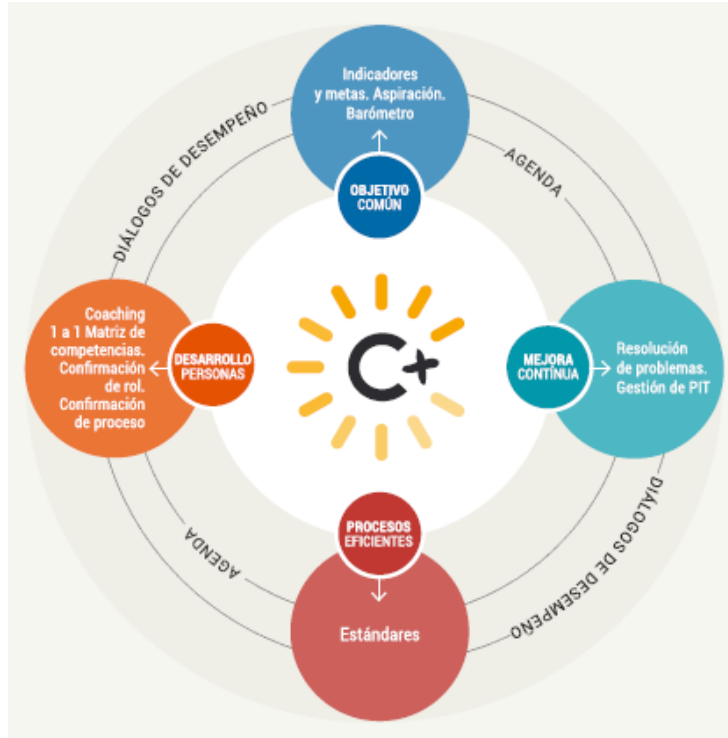 Indicadores
y metas. Aspiración.
Barómetro
OBJETIVO
COMÚN
DIÁLOGOS DE DESEMPEÑO
AGENDA
Coaching
1 a 1 Matriz de
competencias.
Confirmación
de rol.
Confirmación
de proceso
DESARROLLO
PERSONAS
C+
MEJORA
CONTÍNUA
Resolución
de problemas.
Gestión de PIT
AGENDA
DIÁLOGOS DE DESEMPEÑO
PROCESOS
EFICIENTES
Estándares